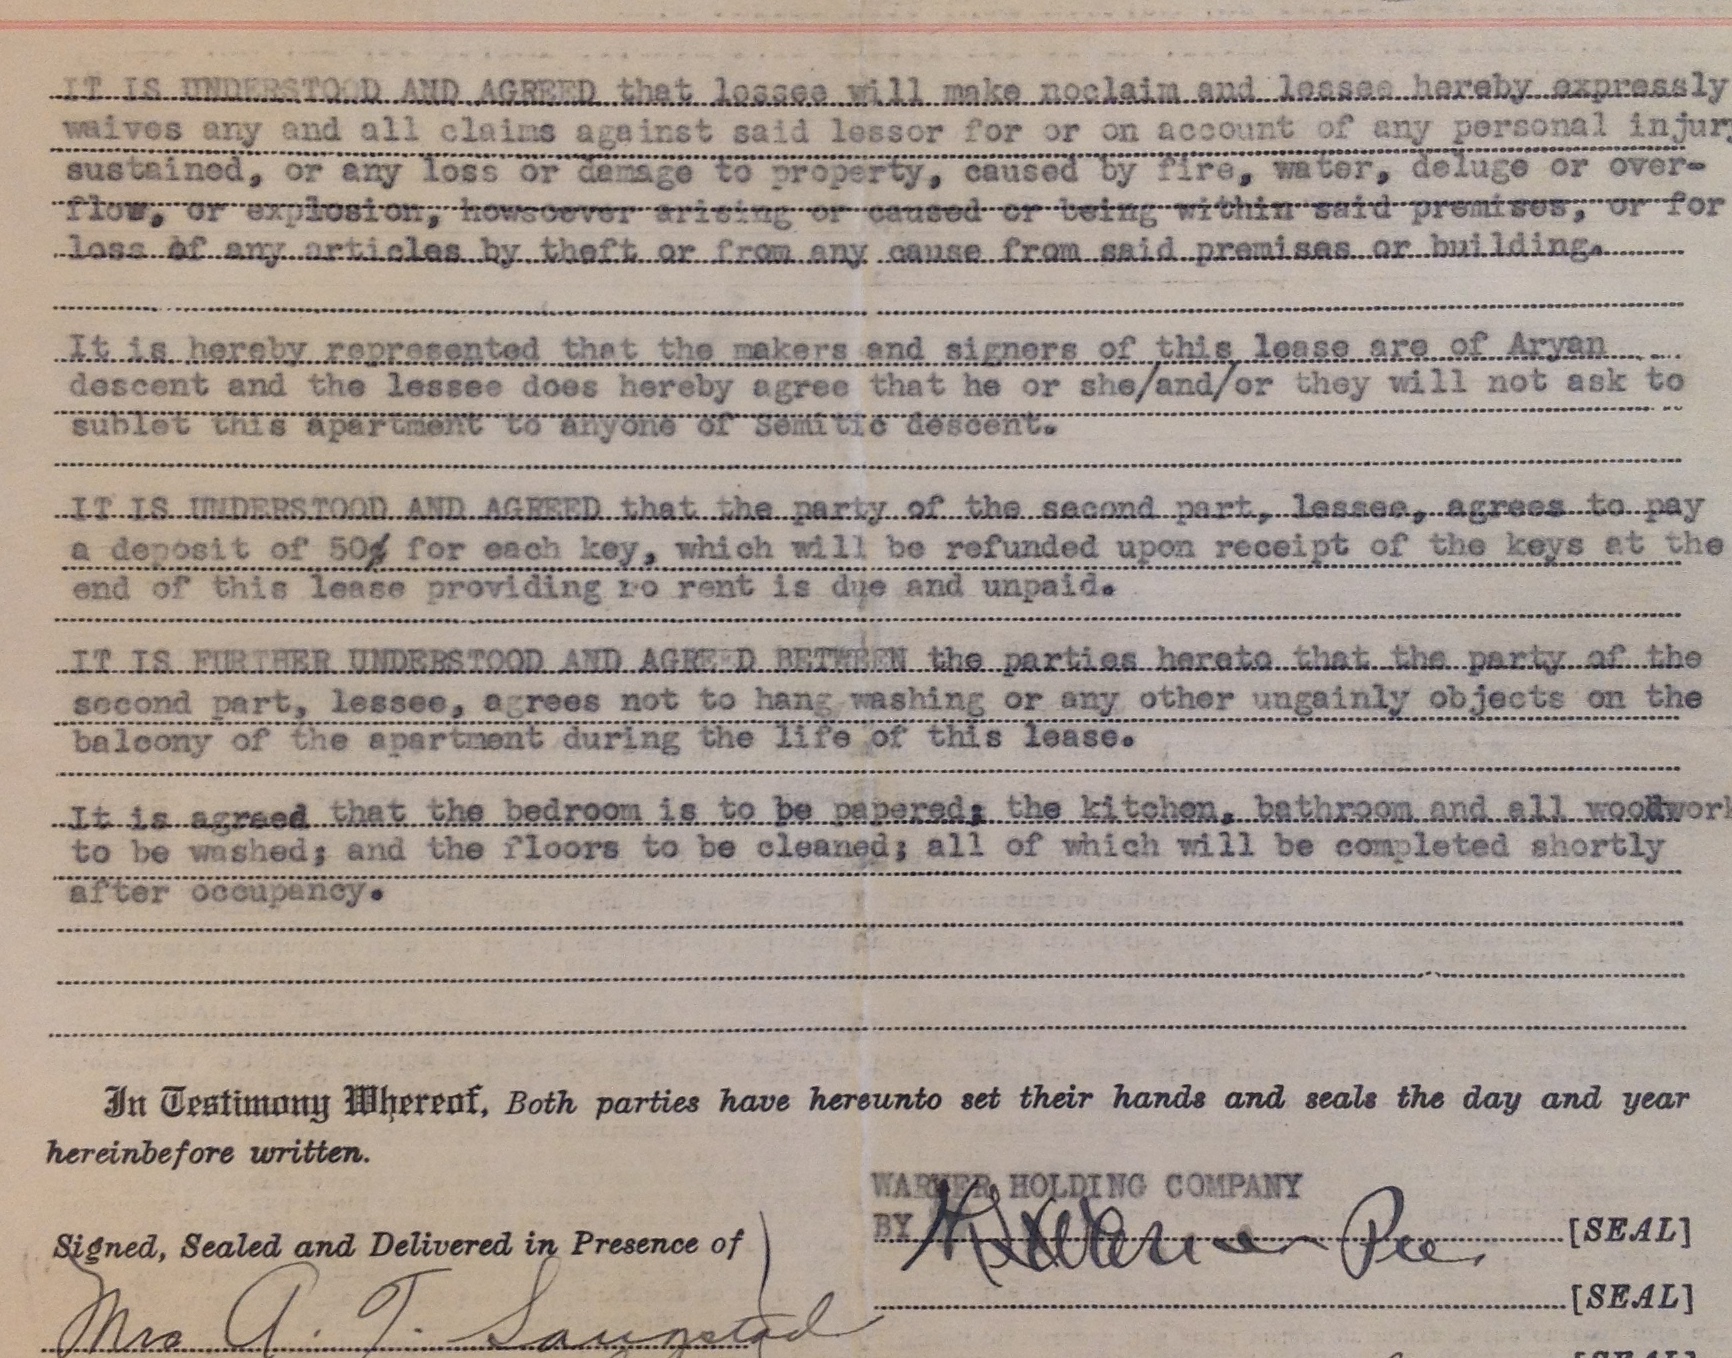 IT IS UNDERSTOOD AND AGREED that lessee will make noclaim and lessee hereby expressly
waives any and all claims against said lessor for or on account of any personal injury
sustained, or any loss or damage to property, caused by fire, water, deluge or over-
flow, or explosion, howsoever arising or caused or being within said premises, or for
loss of any articles by theft or from any cause from said premises or building.
It is hereby represented that the makers and signers of this lease are of Aryan
descent and the lessee does hereby agree that he or she/and/or they will not ask to
sublet this apartment to anyone of Semitic descent.
IT IS UNDERSTOOD AND AGREED that the party of the second part, lessee, agrees to pay
a deposit of 50¢ for each key, which will be refunded upon receipt of the keys at the
end of this lease providing no rent is due and unpaid.
IT IS FURTHER UNDERSTOOD AND AGREED BETWEEN the parties hereto that the party of the
second part, lessee, agrees not to hang washing or any other ungainly objects on the
balcony of the apartment during the life of this lease.
It is agreed that the bedroom is to be papered; the kitchen, bathroom and all woodwork
to be washed; and the floors to be cleaned; all of which will be completed shortly
after occupancy.
In Testimony Whereof, Both parties have hereunto set their hands and seals the day and year
hereinbefore written.
WARNER HOLDING COMPANY
BY Warner Pres. [SEAL]
Signed, Sealed and Delivered in Presence of
[SEAL]
Mrs A. T.